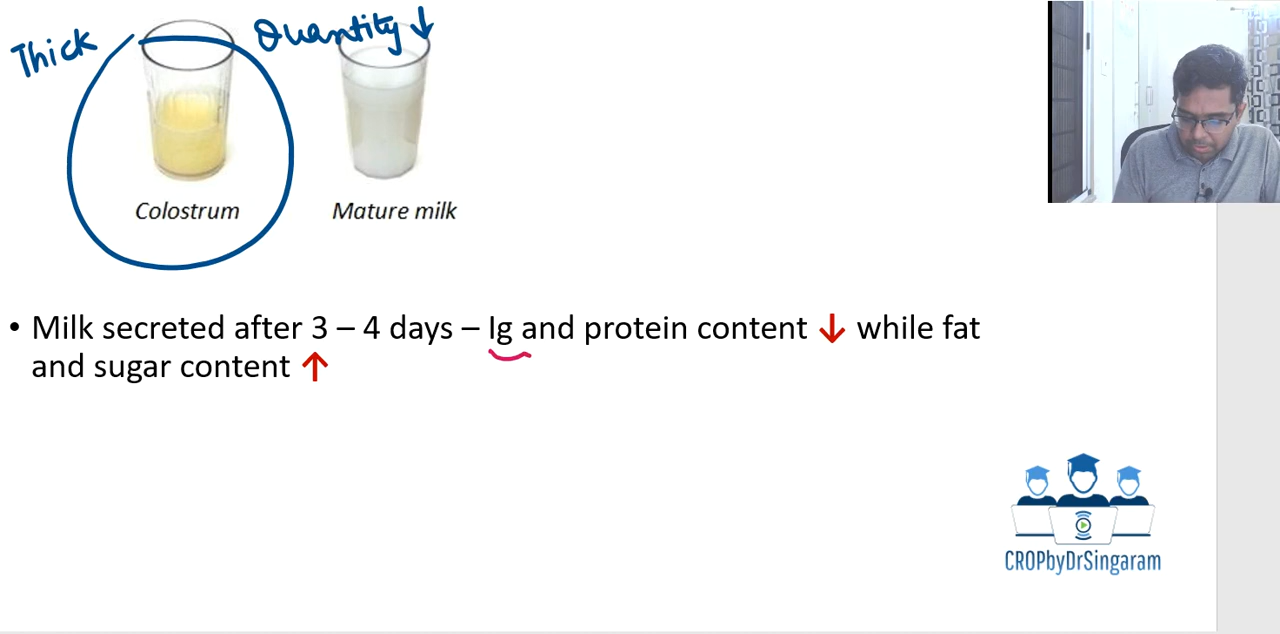 Thick
Quantity ↓
Colostrum
Mature milk
• Milk secreted after 3 – 4 days – Ig and protein content ↓ while fat
and sugar content ↑
CROPbyDrSingaram